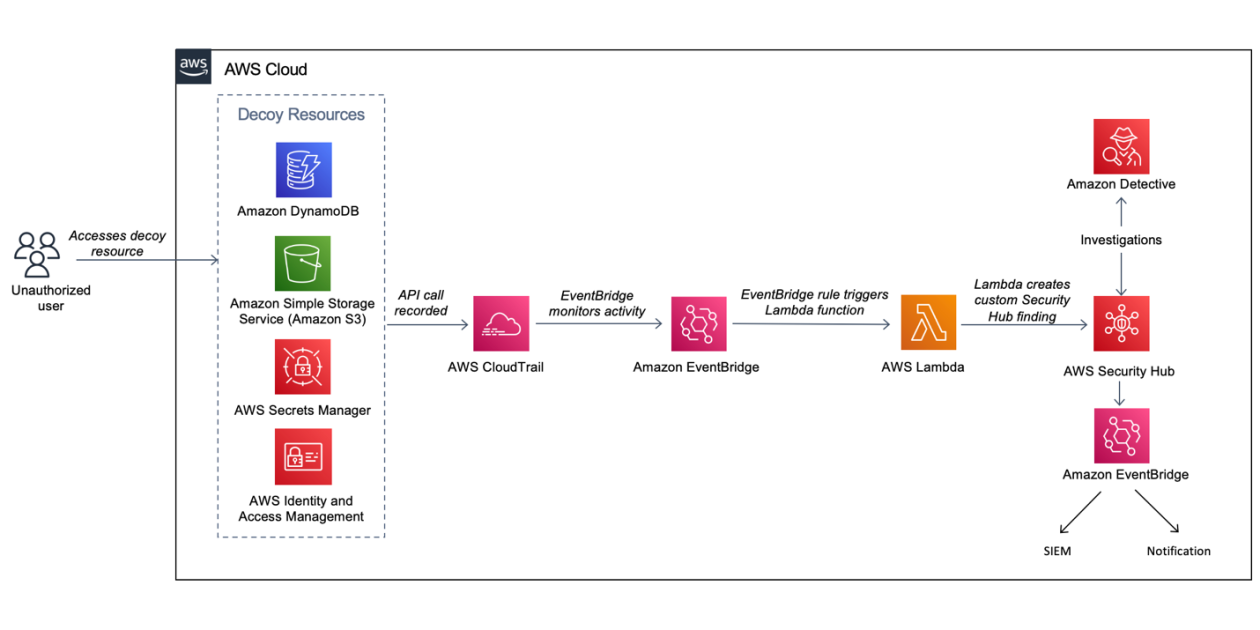 aws
AWS Cloud
Decoy Resources
Amazon DynamoDB
Amazon Simple Storage
Service (Amazon S3)
AWS Secrets Manager
AWS Identity and
Access Management
Accesses decoy
resource
Unauthorized
user
API call
recorded
AWS CloudTrail
EventBridge
monitors activity
Amazon EventBridge
EventBridge rule triggers
Lambda function
AWS Lambda
Lambda creates
custom Security
Hub finding
Amazon Detective
Investigations
AWS Security Hub
Amazon EventBridge
SIEM
Notification